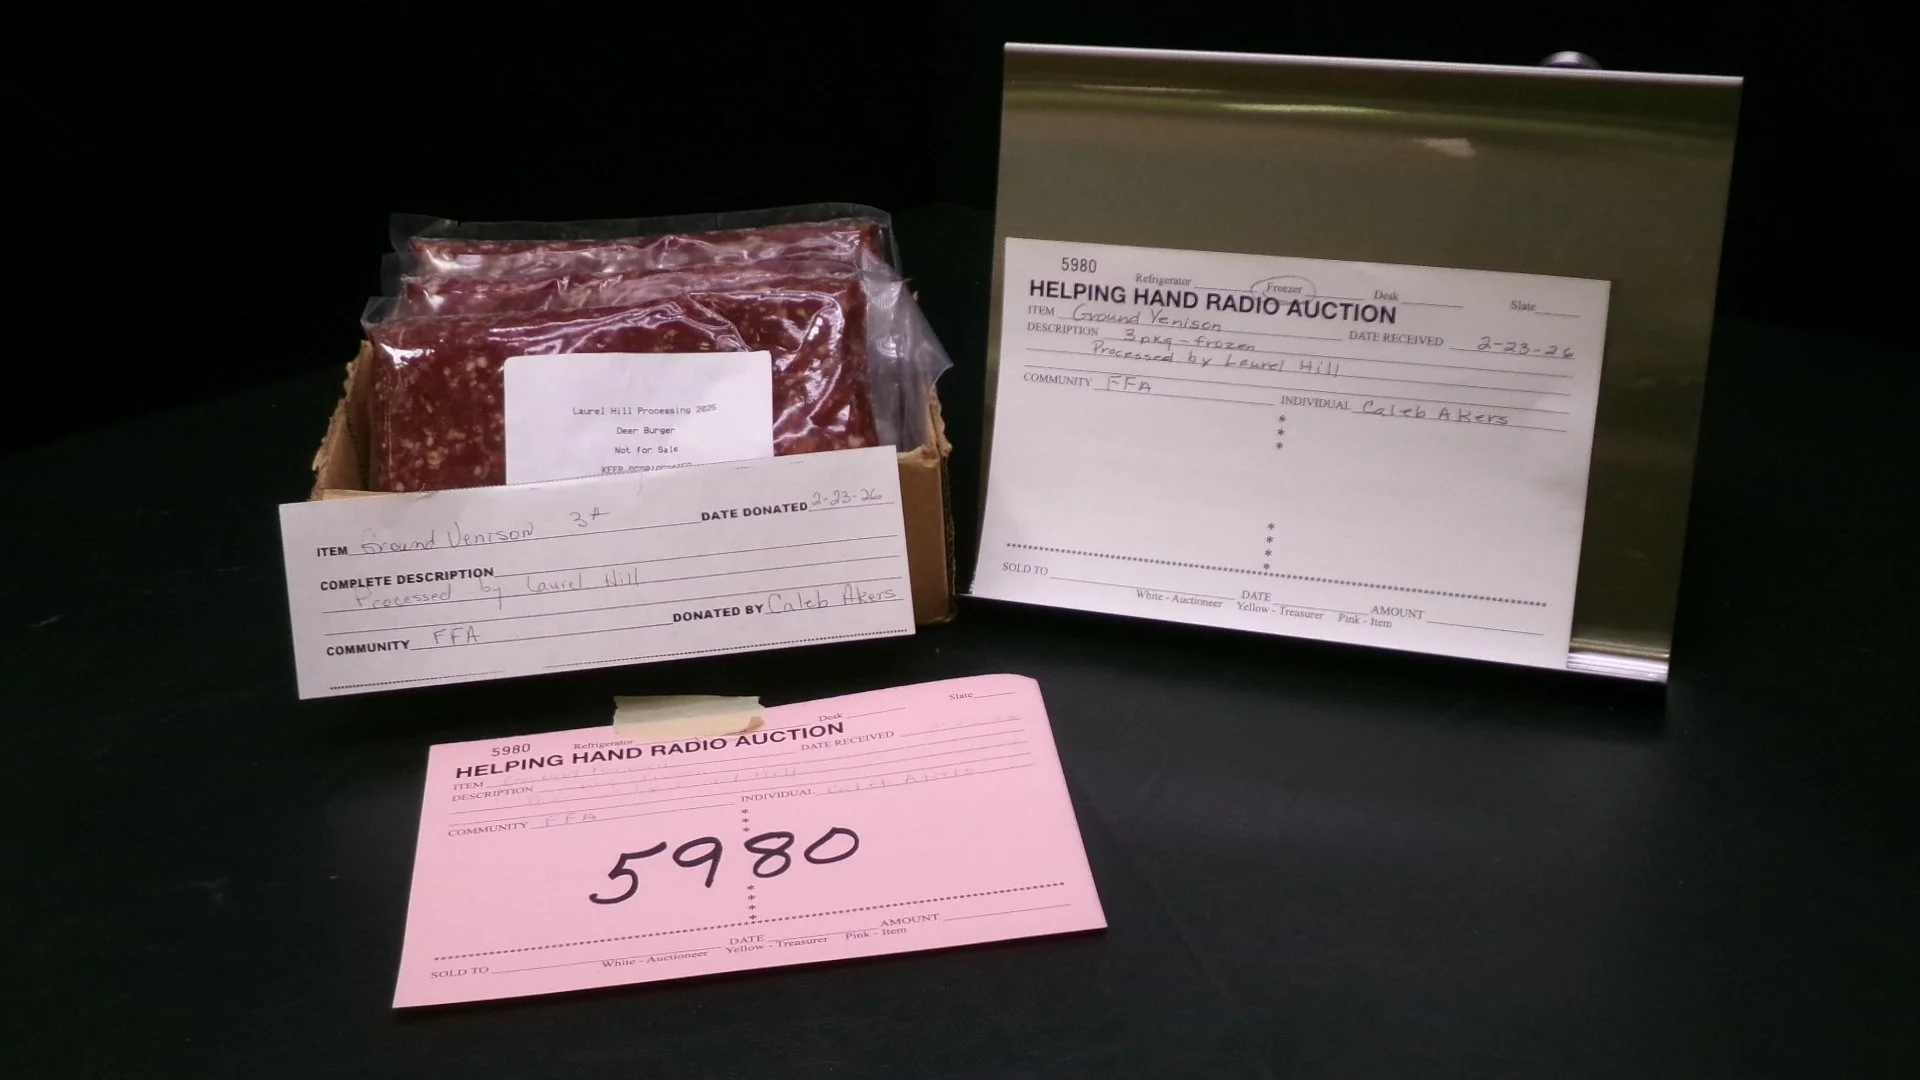 Laurel Hill Processing 2025
Deer Burger
Not for Sale
ITEM Ground Venison 3# DATE DONATED 2-23-26
COMPLETE DESCRIPTION
Processed by Laurel Hill
DONATED BY Caleb Akers
COMMUNITY FFA
5980
Refrigerator Freezer Desk Slate
HELPING HAND RADIO AUCTION
ITEM Ground Venison DATE RECEIVED 2-23-26
DESCRIPTION 3 pkg - frozen
Processed by Laurel Hill
COMMUNITY FFA INDIVIDUAL Caleb Akers
*
*
*
*
*
*
*
SOLD TO DATE AMOUNT
White - Auctioneer Yellow - Treasurer Pink - Item
5980 Refrigerator Desk Slate
HELPING HAND RADIO AUCTION
ITEM DATE RECEIVED
DESCRIPTION
COMMUNITY FFA INDIVIDUAL Caleb Akers
*
*
*
5980
*
*
*
SOLD TO DATE AMOUNT
White - Auctioneer Yellow - Treasurer Pink - Item